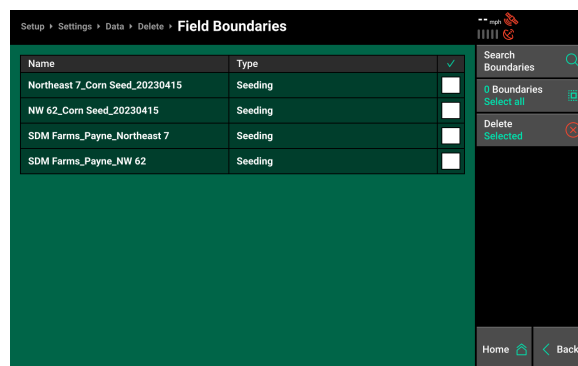 Setup › Settings › Data › Delete › Field Boundaries
-- mph
Name Type ✓
Northeast 7_Corn Seed_20230415 Seeding
NW 62_Corn Seed_20230415 Seeding
SDM Farms_Payne_Northeast 7 Seeding
SDM Farms_Payne_NW 62 Seeding
Search
Boundaries
0 Boundaries
Select all
Delete
Selected
Home
Back